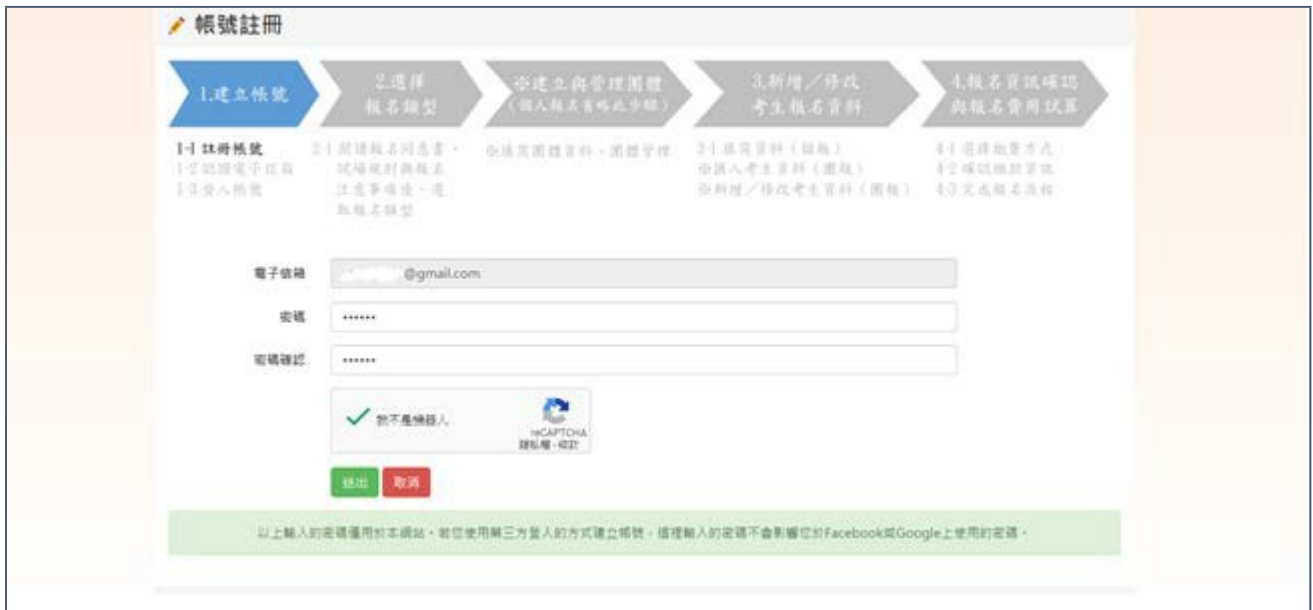 帳號註冊
1.建立帳號
2.選擇
報名類型
※建立與管理團體
(個人報名省略此步驟)
3.新增／修改
考生報名資料
4.報名資訊確認
與報名費用試算
1-1 註冊帳號
1-2 認證電子信箱
1-3 登入帳號
2-1 閱讀報名同意書、
試場規則與報名
注意事項後、選
取報名類型
※填寫團體資料、團體管理
3-1 填寫資料(個報)
※匯入考生資料(團報)
※新增／修改考生資料(團報)
4-1 選擇繳費方式
4-2 確認繳款資訊
4-3 完成報名流程
電子信箱
@gmail.com
密碼
••••••
密碼確認
••••••
我不是機器人
reCAPTCHA
隱私權 - 條款
送出
取消
以上輸入的密碼僅用於本網站，若您使用第三方登入的方式建立帳號，這裡輸入的密碼不會影響您於Facebook或Google上使用的密碼。